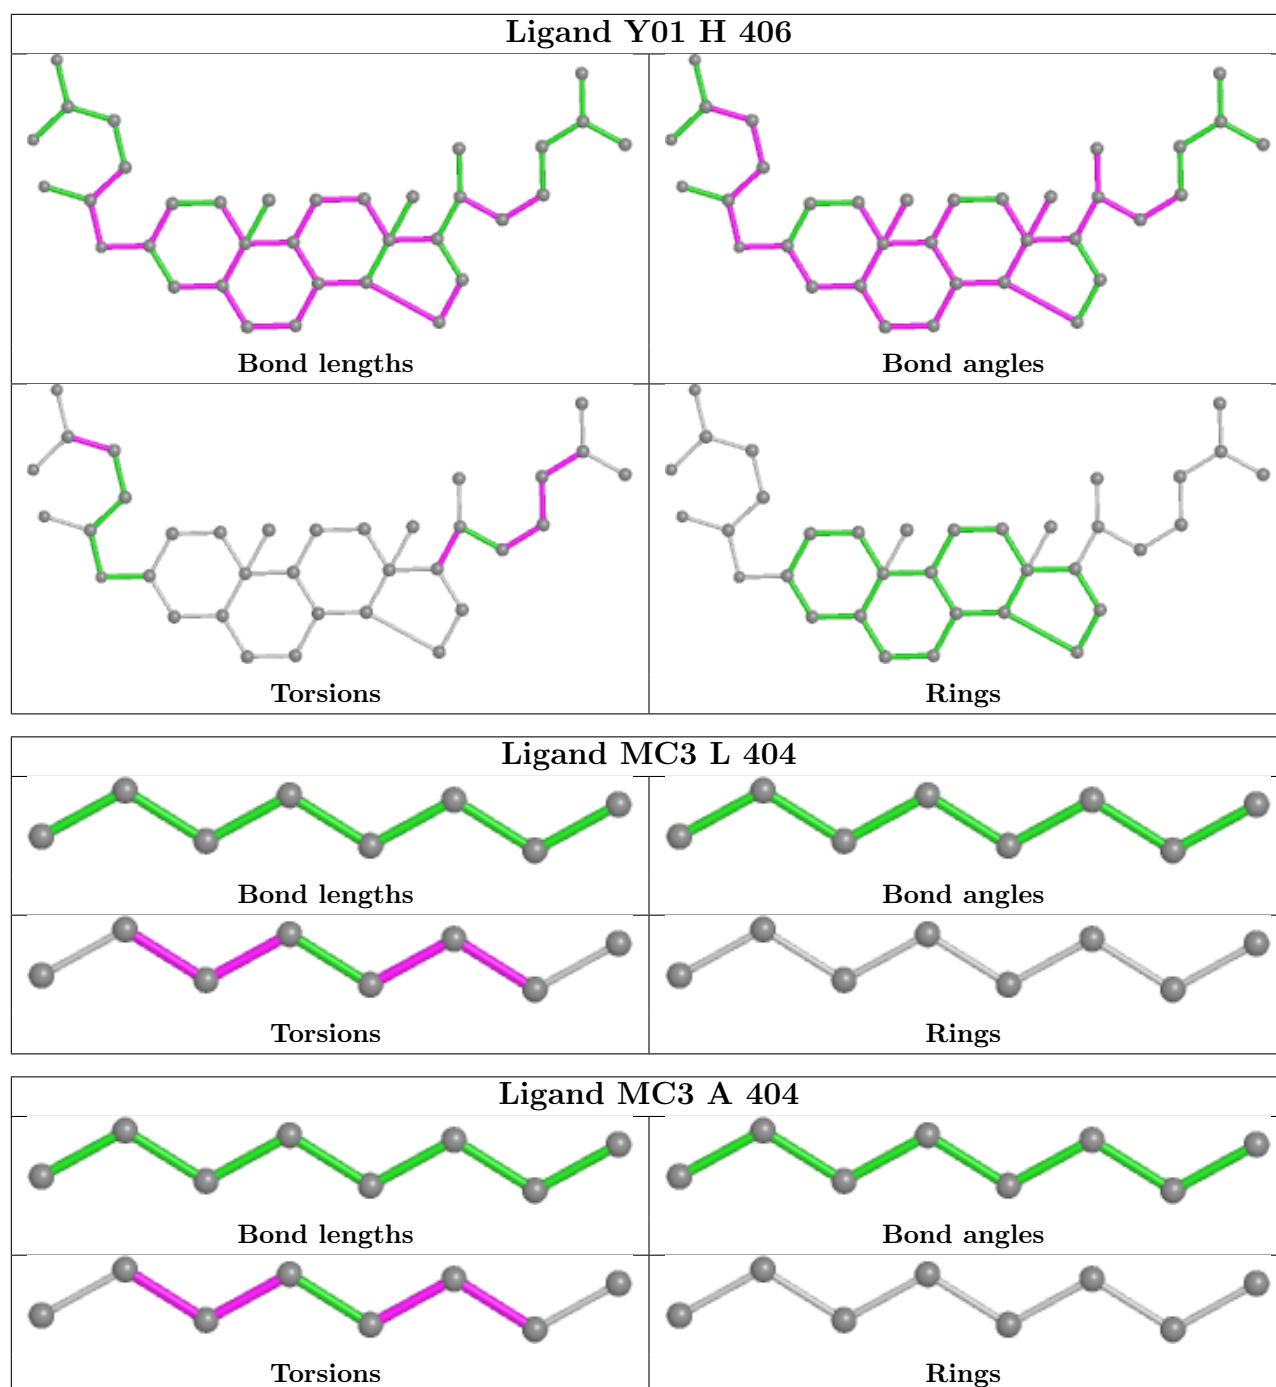 Ligand Y01 H 406
Bond lengths
Bond angles
Torsions
Rings
Ligand MC3 L 404
Bond lengths
Bond angles
Torsions
Rings
Ligand MC3 A 404
Bond lengths
Bond angles
Torsions
Rings